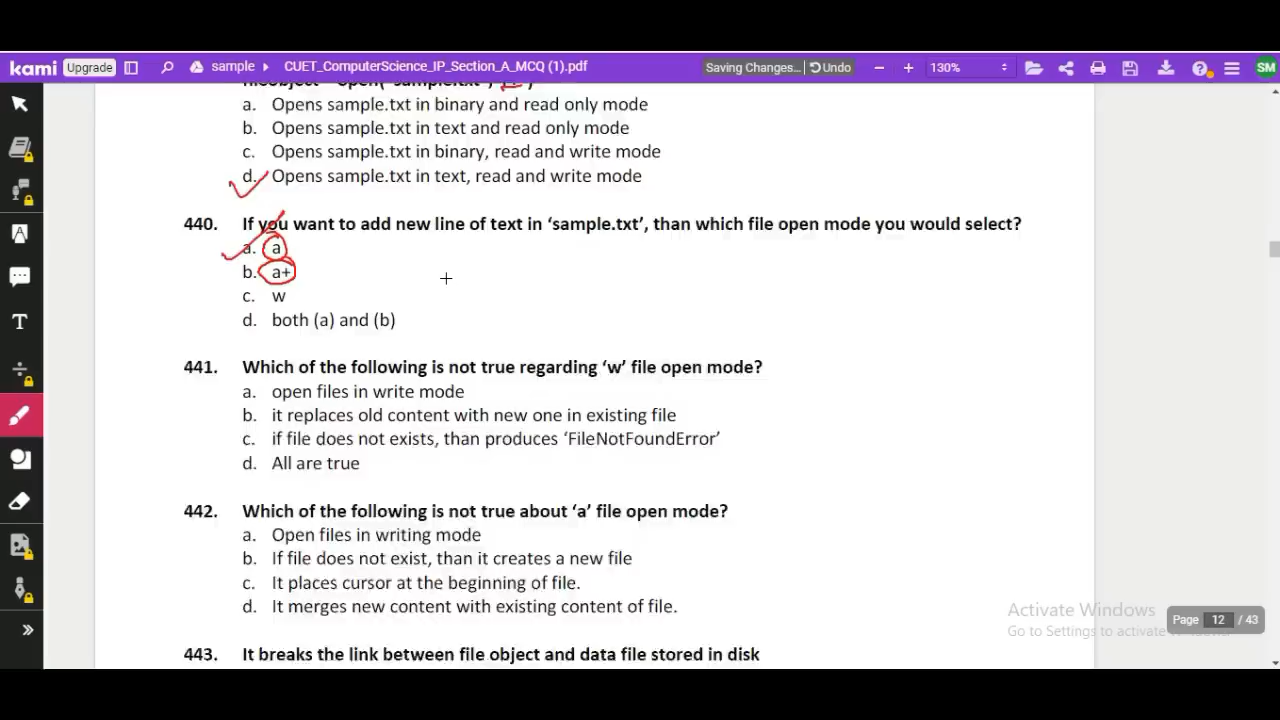 kami Upgrade sample CUET_ComputerScience_IP_Section_A_MCQ (1).pdf Saving Changes... Undo 130% SM
a. Opens sample.txt in binary and read only mode
b. Opens sample.txt in text and read only mode
c. Opens sample.txt in binary, read and write mode
d. Opens sample.txt in text, read and write mode
440. If you want to add new line of text in ‘sample.txt’, than which file open mode you would select?
a. a
b. a+
c. w
d. both (a) and (b)
441. Which of the following is not true regarding ‘w’ file open mode?
a. open files in write mode
b. it replaces old content with new one in existing file
c. if file does not exists, than produces ‘FileNotFoundError’
d. All are true
442. Which of the following is not true about ‘a’ file open mode?
a. Open files in writing mode
b. If file does not exist, than it creates a new file
c. It places cursor at the beginning of file.
d. It merges new content with existing content of file.
Activate Windows
Page 12 / 43
Go to Settings to activate
443. It breaks the link between file object and data file stored in disk